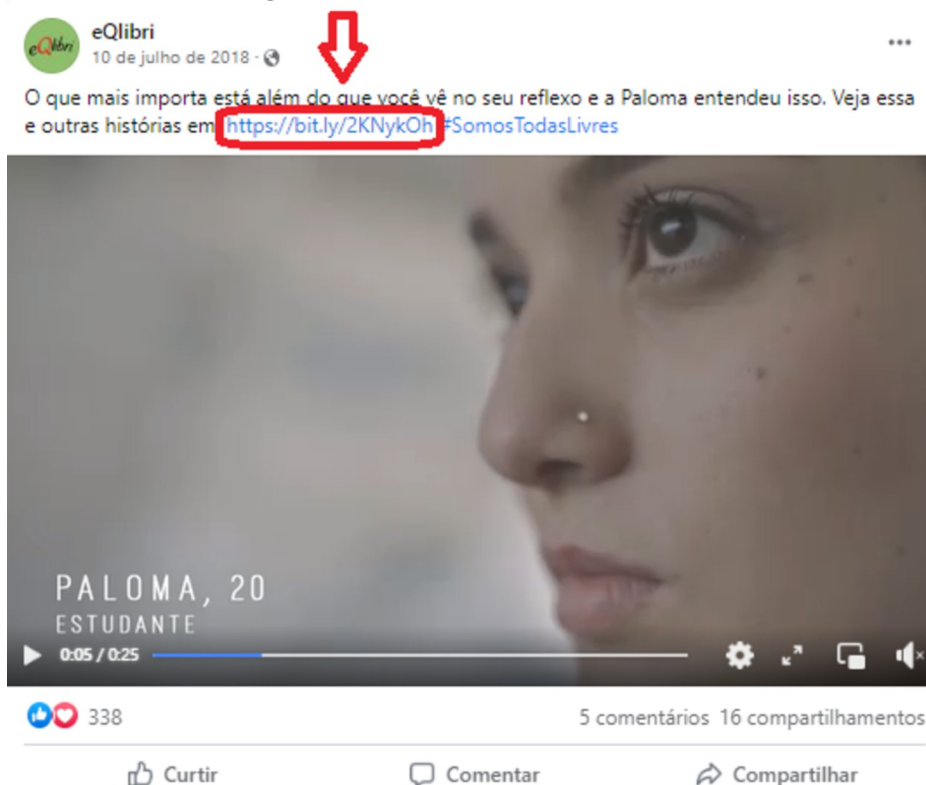 eQlibri
eQlibri
10 de julho de 2018 ·
O que mais importa está além do que você vê no seu reflexo e a Paloma entendeu isso. Veja essa
e outras histórias em https://bit.ly/2KNykOh #SomosTodasLivres
PALOMA, 20
ESTUDANTE
0:05 / 0:25
338
5 comentários 16 compartilhamentos
Curtir
Comentar
Compartilhar